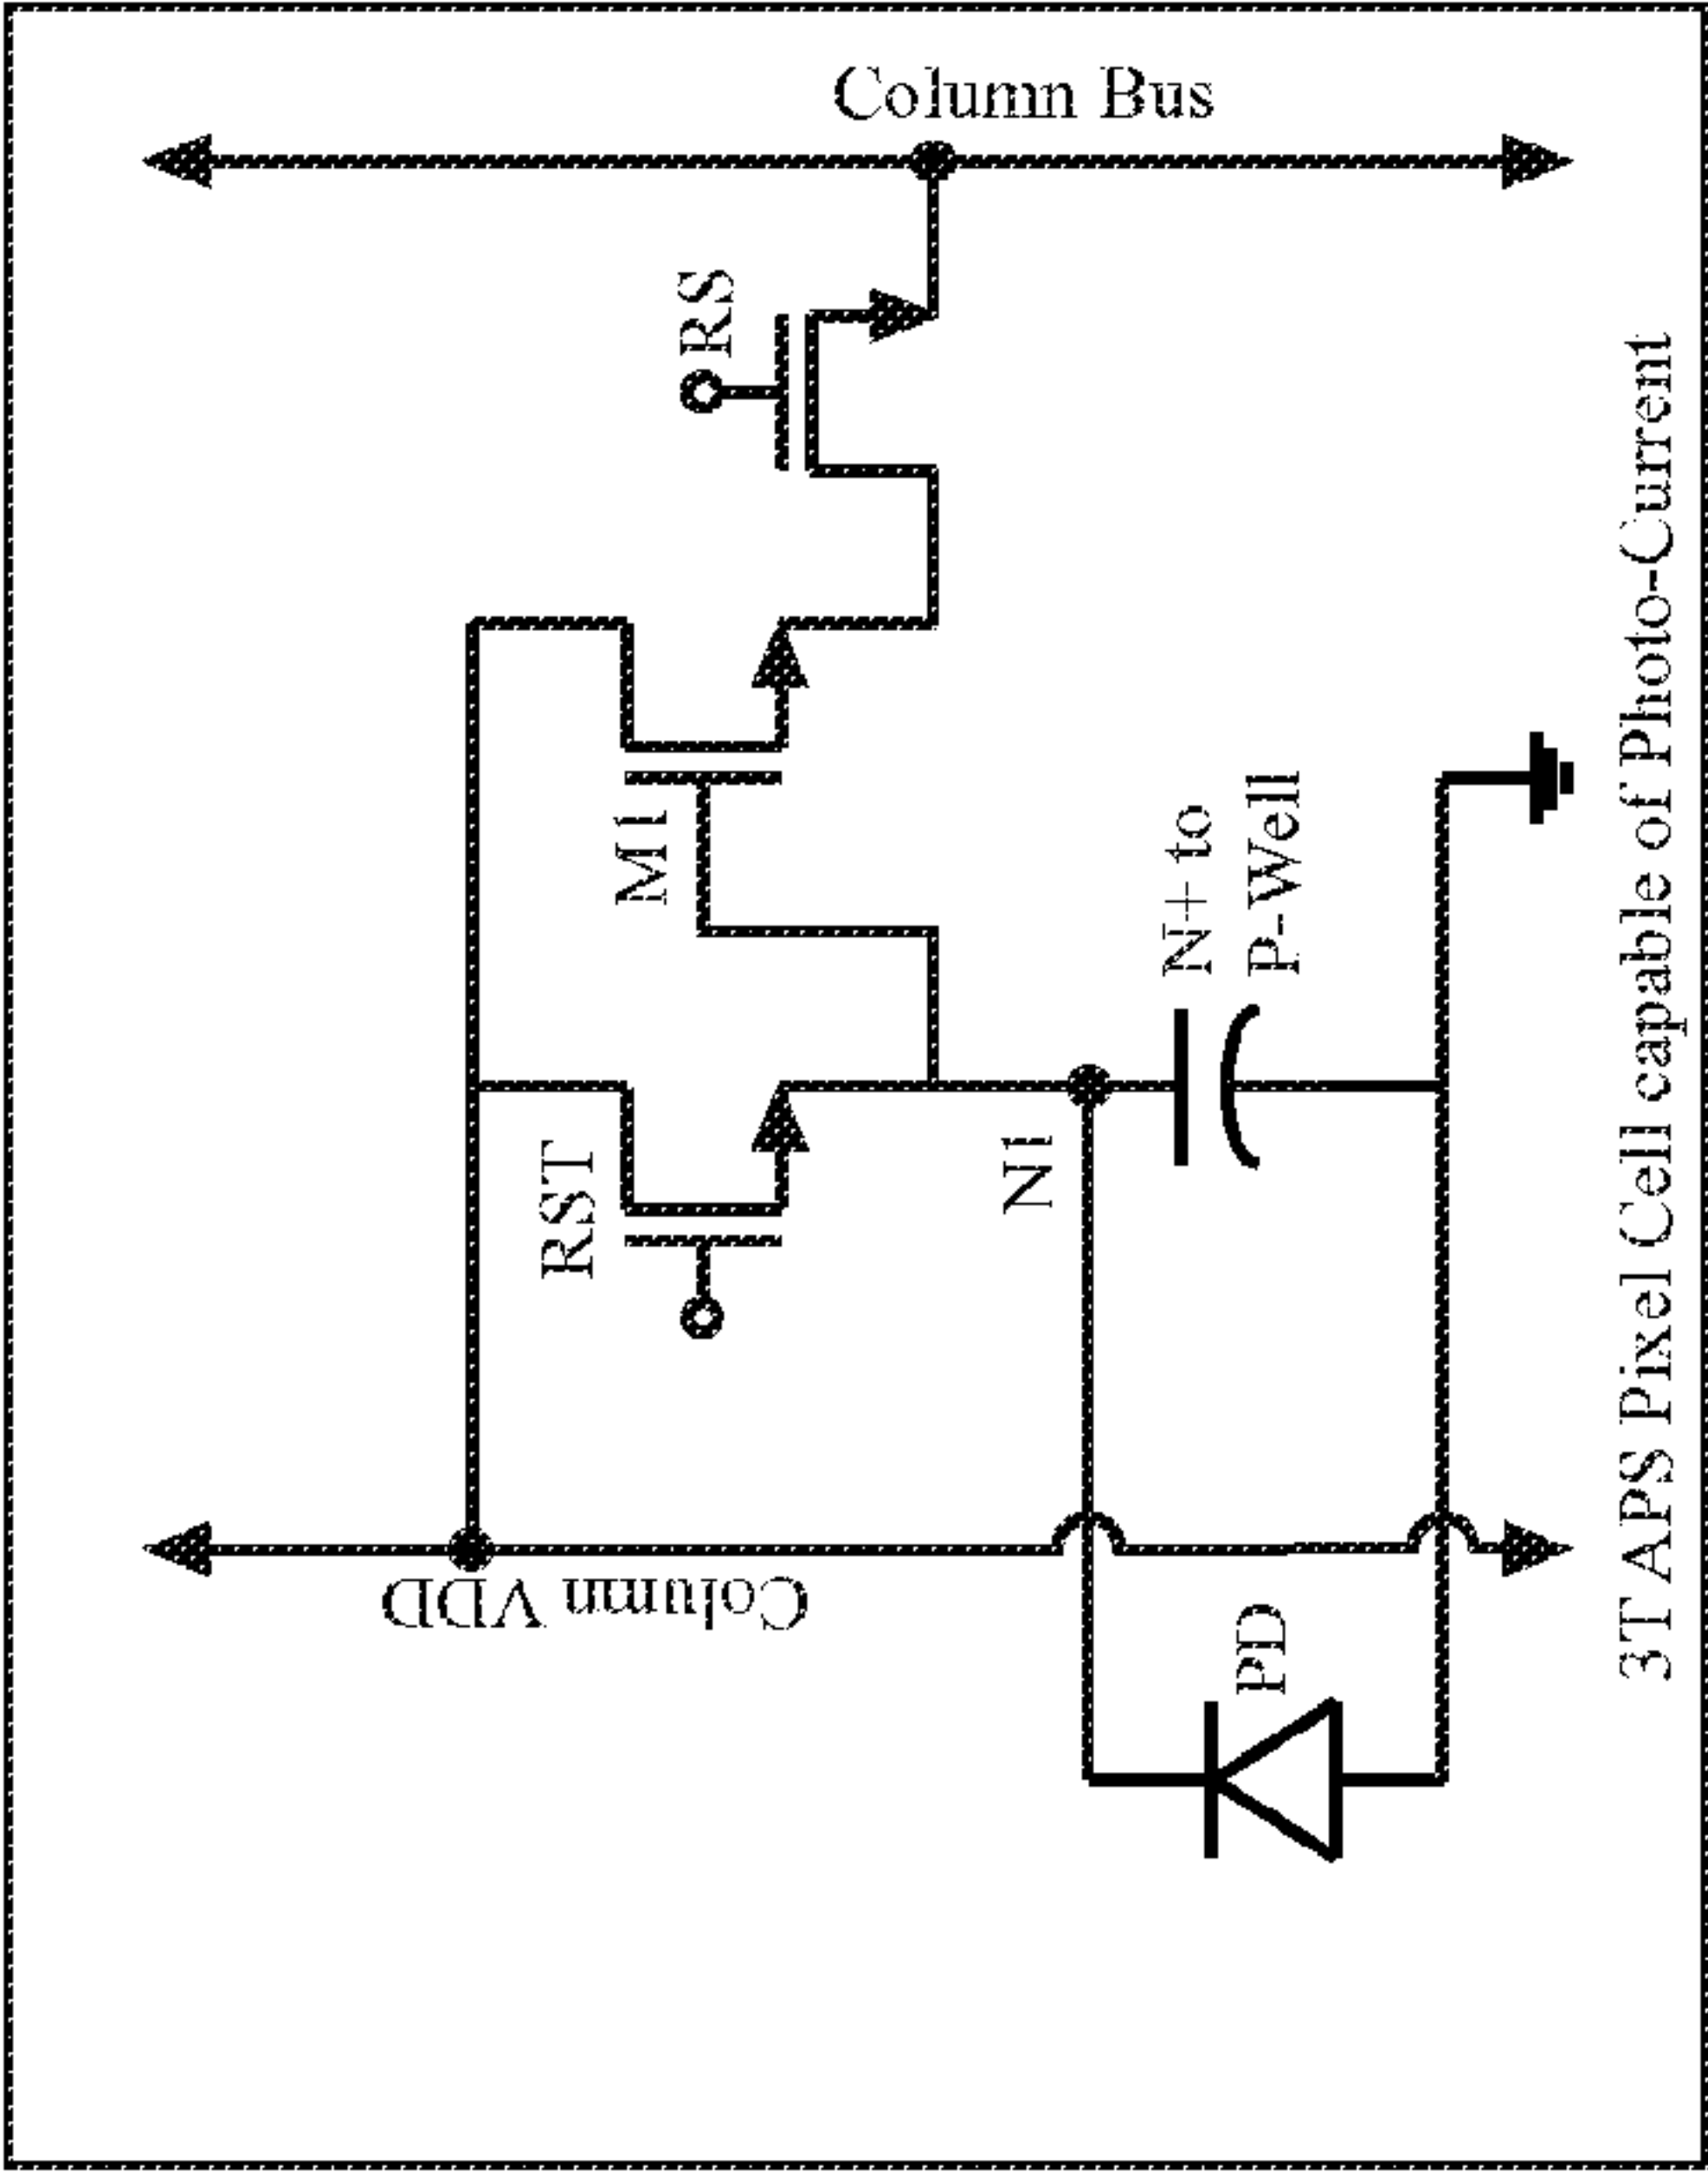 Column Bus
RS
M1
RST
Column VDD
N1
N+ to
P-Well
PD
3T APS Pixel Cell capable of Photo-Current